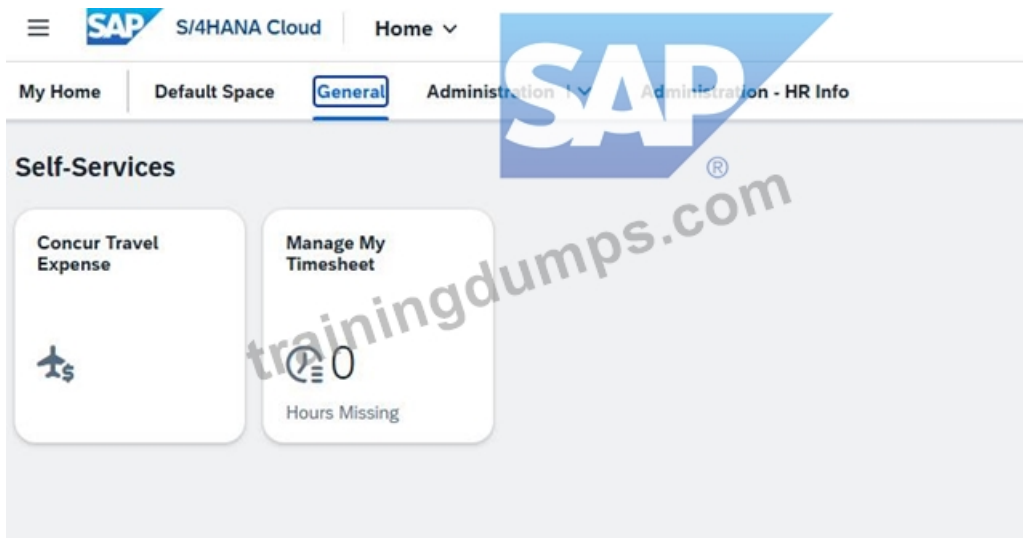 SAP S/4HANA Cloud Home
My Home Default Space General Administration Administration - HR Info
SAP
®
Self-Services
Concur Travel
Expense
Manage My
Timesheet
$ 0
Hours Missing
trainingdumps.com